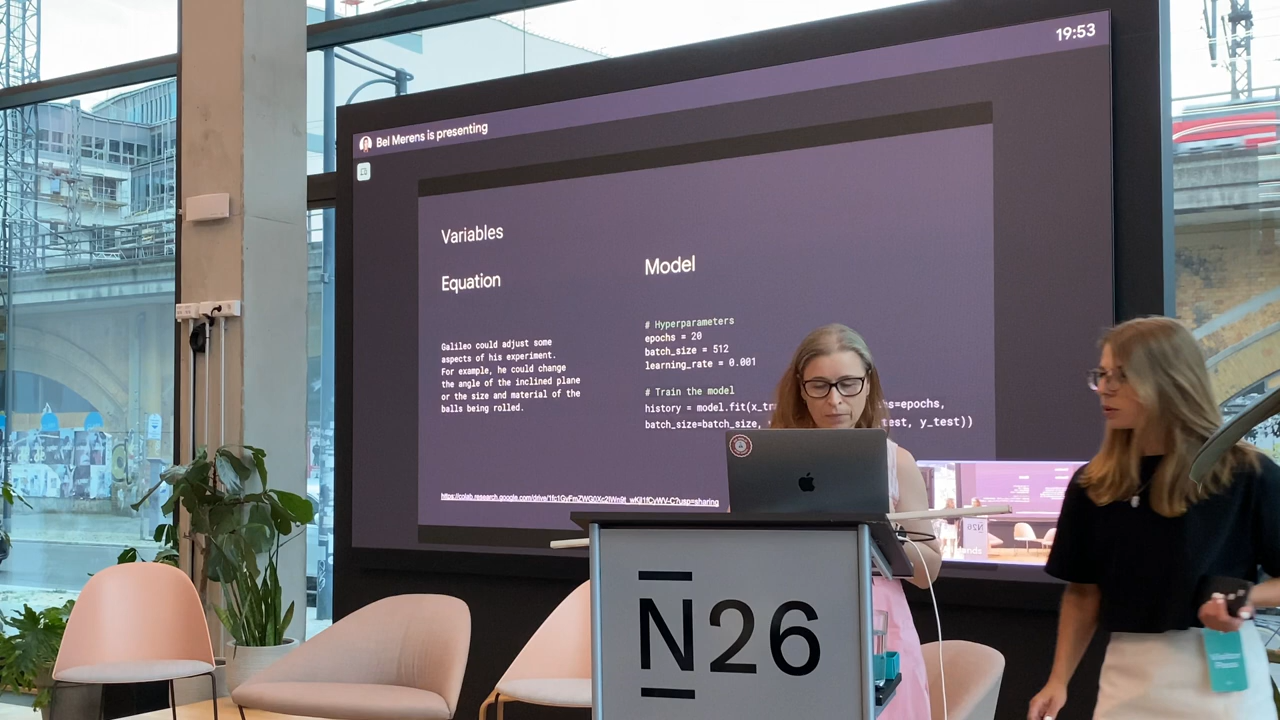 19:53
Bel Merens is presenting
Variables
Equation
Model
Galileo could adjust some
aspects of his experiment.
For example, he could change
the angle of the inclined plane
or the size and material of the
balls being rolled.
# Hyperparameters
epochs = 20
batch_size = 512
learning_rate = 0.001
# Train the model
history = model.fit(x_tr s=epochs,
batch_size=batch_size, test, y_test))
N26